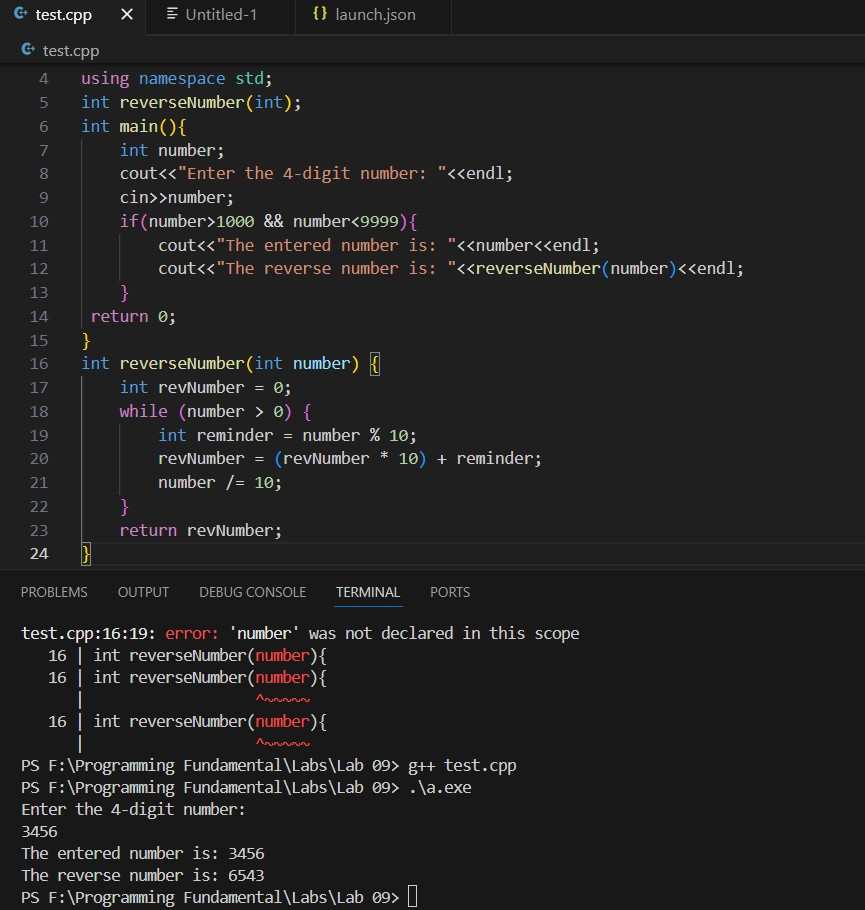 test.cpp × Untitled-1 launch.json
test.cpp
4 using namespace std;
5 int reverseNumber(int);
6 int main(){
7 int number;
8 cout<<"Enter the 4-digit number: "<<endl;
9 cin>>number;
10 if(number>1000 && number<9999){
11 cout<<"The entered number is: "<<number<<endl;
12 cout<<"The reverse number is: "<<reverseNumber(number)<<endl;
13 }
14 return 0;
15 }
16 int reverseNumber(int number) {
17 int revNumber = 0;
18 while (number > 0) {
19 int reminder = number % 10;
20 revNumber = (revNumber * 10) + reminder;
21 number /= 10;
22 }
23 return revNumber;
24 }
PROBLEMS OUTPUT DEBUG CONSOLE TERMINAL PORTS
test.cpp:16:19: error: 'number' was not declared in this scope
16 | int reverseNumber(number){
16 | int reverseNumber(number){
| ^~~~~~
16 | int reverseNumber(number){
| ^~~~~~
PS F:\Programming Fundamental\Labs\Lab 09> g++ test.cpp
PS F:\Programming Fundamental\Labs\Lab 09> .\a.exe
Enter the 4-digit number:
3456
The entered number is: 3456
The reverse number is: 6543
PS F:\Programming Fundamental\Labs\Lab 09>